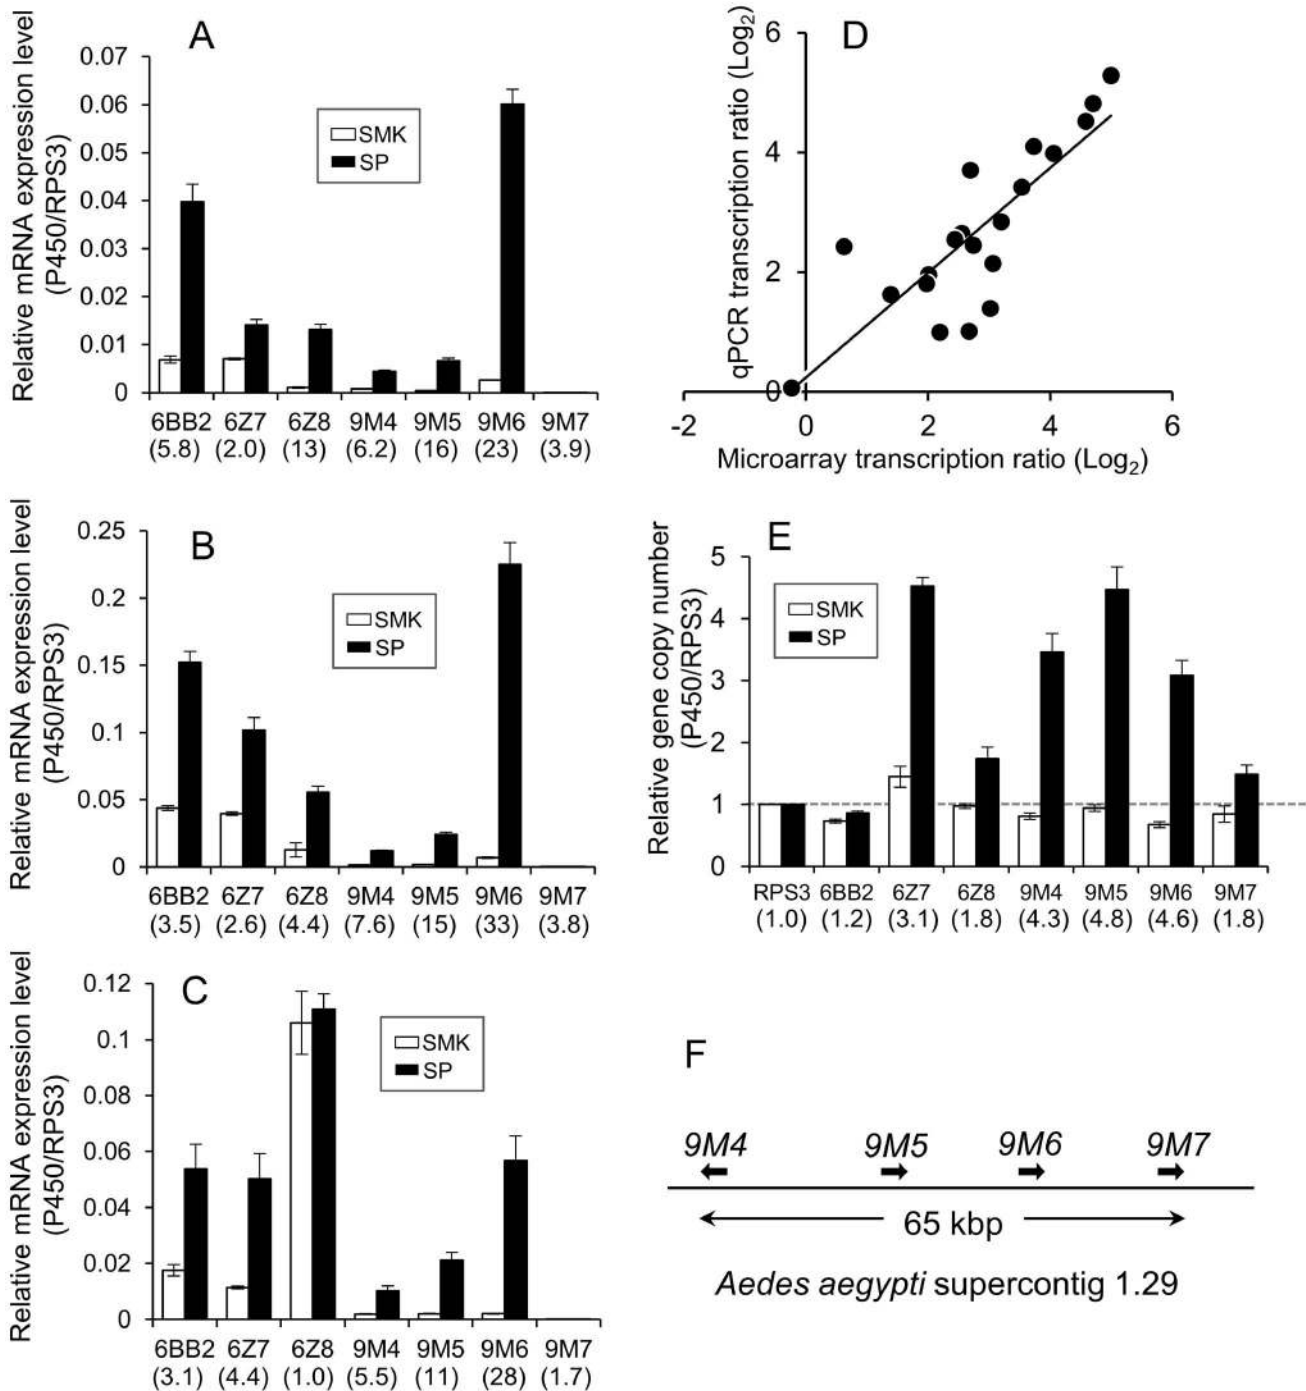 A
Relative mRNA expression level
(P450/RPS3)
0.07
0.06
0.05
0.04
0.03
0.02
0.01
0
SMK
SP
6BB2 6Z7 6Z8 9M4 9M5 9M6 9M7
(5.8) (2.0) (13) (6.2) (16) (23) (3.9)
D
qPCR transcription ratio (Log2)
6
4
2
0
-2 0 2 4 6
Microarray transcription ratio (Log2)
B
Relative mRNA expression level
(P450/RPS3)
0.25
0.2
0.15
0.1
0.05
0
SMK
SP
6BB2 6Z7 6Z8 9M4 9M5 9M6 9M7
(3.5) (2.6) (4.4) (7.6) (15) (33) (3.8)
E
Relative gene copy number
(P450/RPS3)
5
4
3
2
1
0
SMK
SP
RPS3 6BB2 6Z7 6Z8 9M4 9M5 9M6 9M7
(1.0) (1.2) (3.1) (1.8) (4.3) (4.8) (4.6) (1.8)
C
Relative mRNA expression level
(P450/RPS3)
0.12
0.1
0.08
0.06
0.04
0.02
0
SMK
SP
6BB2 6Z7 6Z8 9M4 9M5 9M6 9M7
(3.1) (4.4) (1.0) (5.5) (11) (28) (1.7)
F
9M4 9M5 9M6 9M7
65 kbp
Aedes aegypti supercontig 1.29